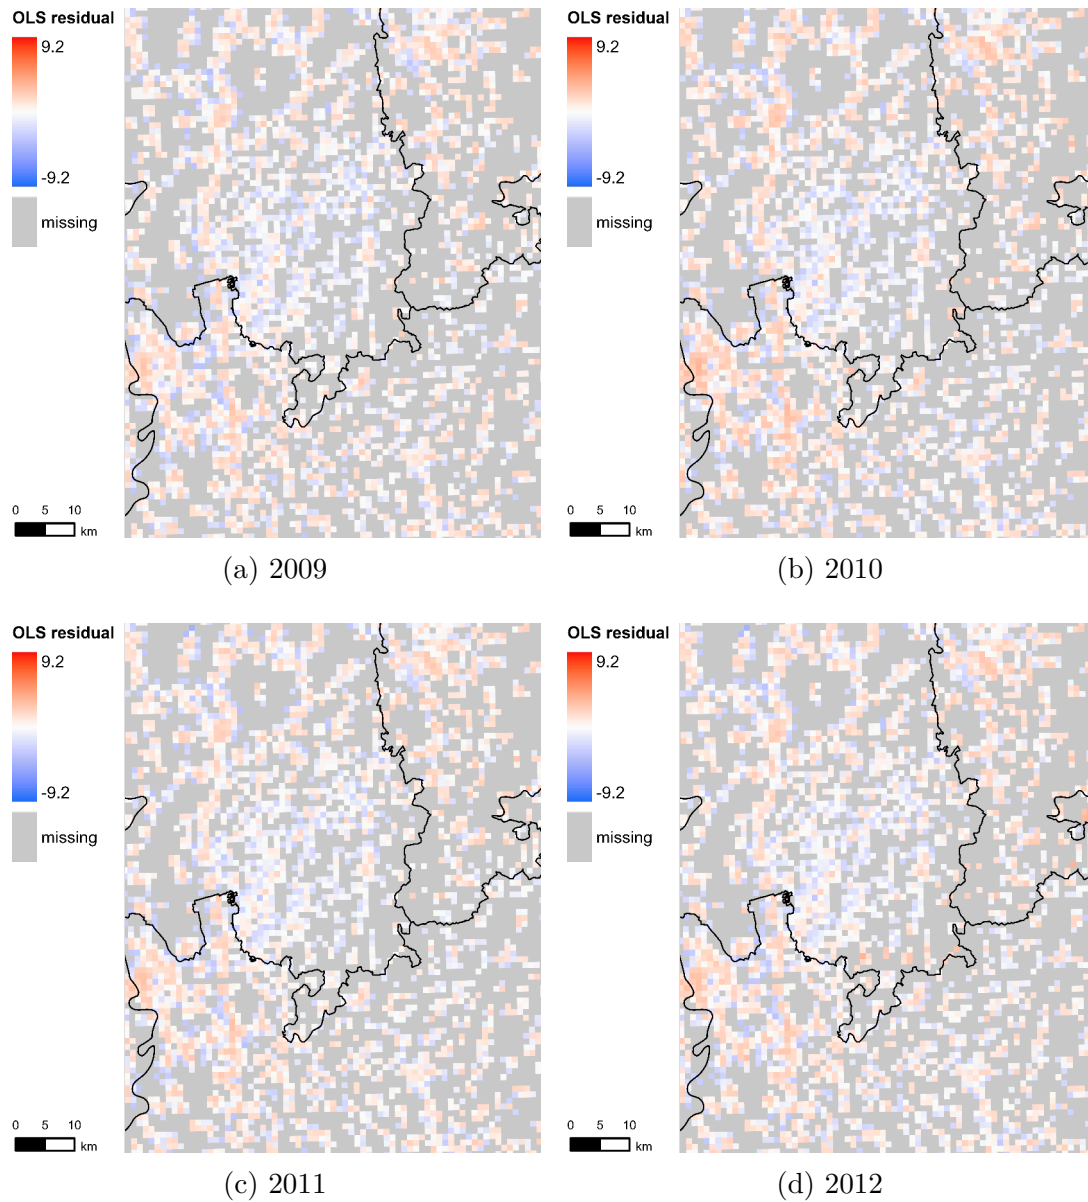 OLS residual
9.2
-9.2
missing
0 5 10
km
(a) 2009
OLS residual
9.2
-9.2
missing
0 5 10
km
(b) 2010
OLS residual
9.2
-9.2
missing
0 5 10
km
(c) 2011
OLS residual
9.2
-9.2
missing
0 5 10
km
(d) 2012